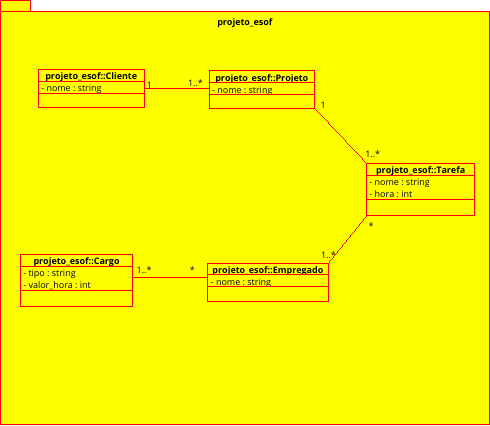 projeto_esof
projeto_esof::Cliente
- nome : string
1
1..*
projeto_esof::Projeto
- nome : string
1
1..*
projeto_esof::Tarefa
- nome : string
- hora : int
*
1..*
projeto_esof::Cargo
- tipo : string
- valor_hora : int
1..*
*
projeto_esof::Empregado
- nome : string